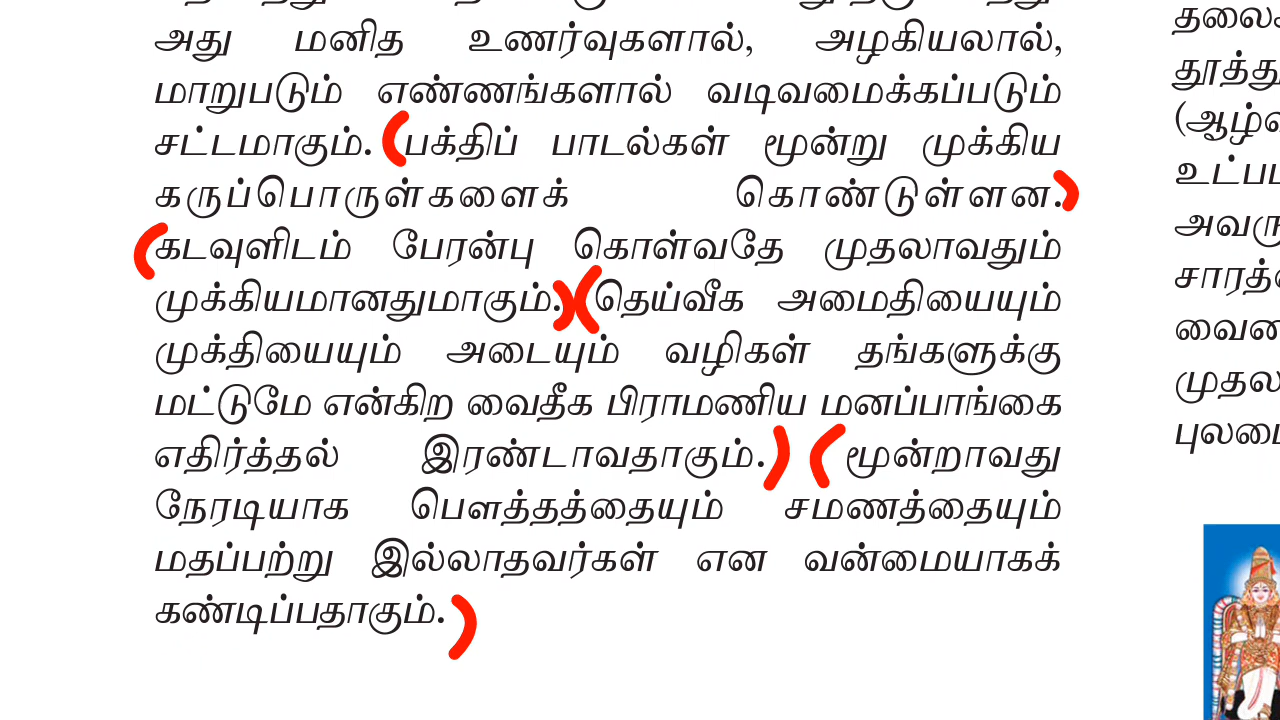 அது மனித உணர்வுகளால், அழகியலால்,
மாறுபடும் எண்ணங்களால் வடிவமைக்கப்படும்
சட்டமாகும். பக்திப் பாடல்கள் மூன்று முக்கிய
கருப்பொருள்களைக் கொண்டுள்ளன.
கடவுளிடம் பேரன்பு கொள்வதே முதலாவதும்
முக்கியமானதுமாகும். தெய்வீக அமைதியையும்
முக்தியையும் அடையும் வழிகள் தங்களுக்கு
மட்டுமே என்கிற வைதீக பிராமணிய மனப்பாங்கை
எதிர்த்தல் இரண்டாவதாகும். மூன்றாவது
நேரடியாக பௌத்தத்தையும் சமணத்தையும்
மதப்பற்று இல்லாதவர்கள் என வன்மையாகக்
கண்டிப்பதாகும்.